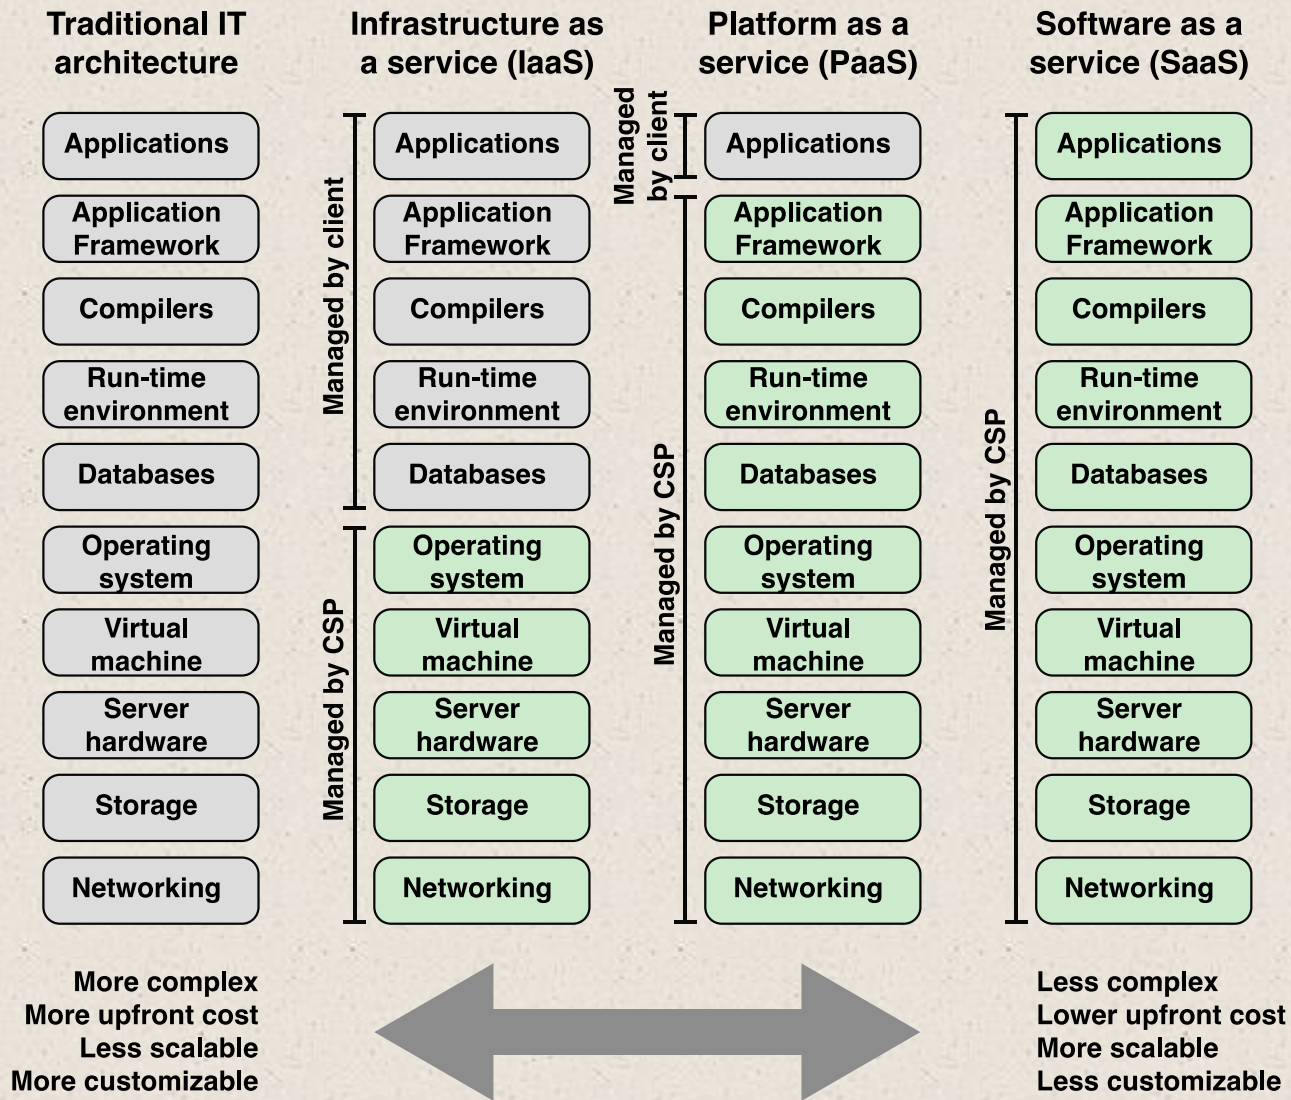 Traditional IT
architecture
Infrastructure as
a service (IaaS)
Platform as a
service (PaaS)
Software as a
service (SaaS)
Applications
Application
Framework
Compilers
Run-time
environment
Databases
Operating
system
Virtual
machine
Server
hardware
Storage
Networking
Managed by client
Managed by CSP
Applications
Application
Framework
Compilers
Run-time
environment
Databases
Operating
system
Virtual
machine
Server
hardware
Storage
Networking
Managed
by client
Managed by CSP
Applications
Application
Framework
Compilers
Run-time
environment
Databases
Operating
system
Virtual
machine
Server
hardware
Storage
Networking
Managed by CSP
Applications
Application
Framework
Compilers
Run-time
environment
Databases
Operating
system
Virtual
machine
Server
hardware
Storage
Networking
More complex
More upfront cost
Less scalable
More customizable
Less complex
Lower upfront cost
More scalable
Less customizable